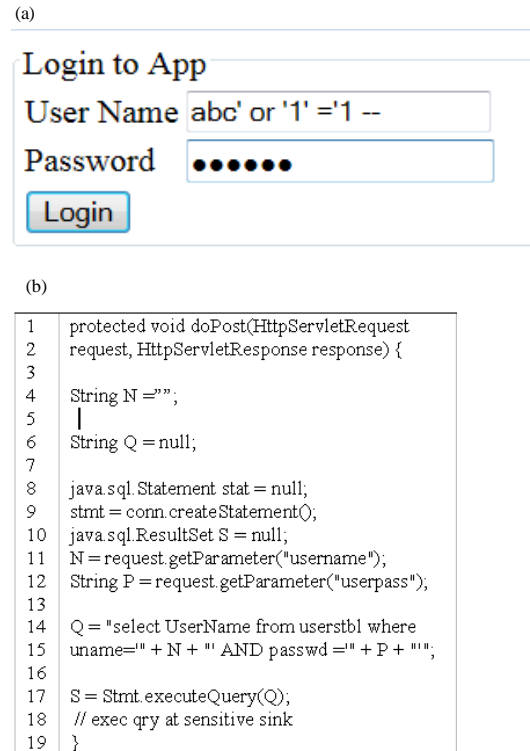 (a)
Login to App
User Name abc' or '1' ='1 --
Password ●●●●●●
Login
(b)
1 protected void doPost(HttpServletRequest
2 request, HttpServletResponse response) {
3
4 String N ="";
5
6 String Q = null;
7
8 java.sql.Statement stat = null;
9 stmt = conn.createStatement();
10 java.sql.ResultSet S = null;
11 N = request.getParameter("username");
12 String P = request.getParameter("userpass");
13
14 Q = "select UserName from userstbl where
15 uname='" + N + "' AND passwd ='" + P + "'";
16
17 S = Stmt.executeQuery(Q);
18 // exec qry at sensitive sink
19 }